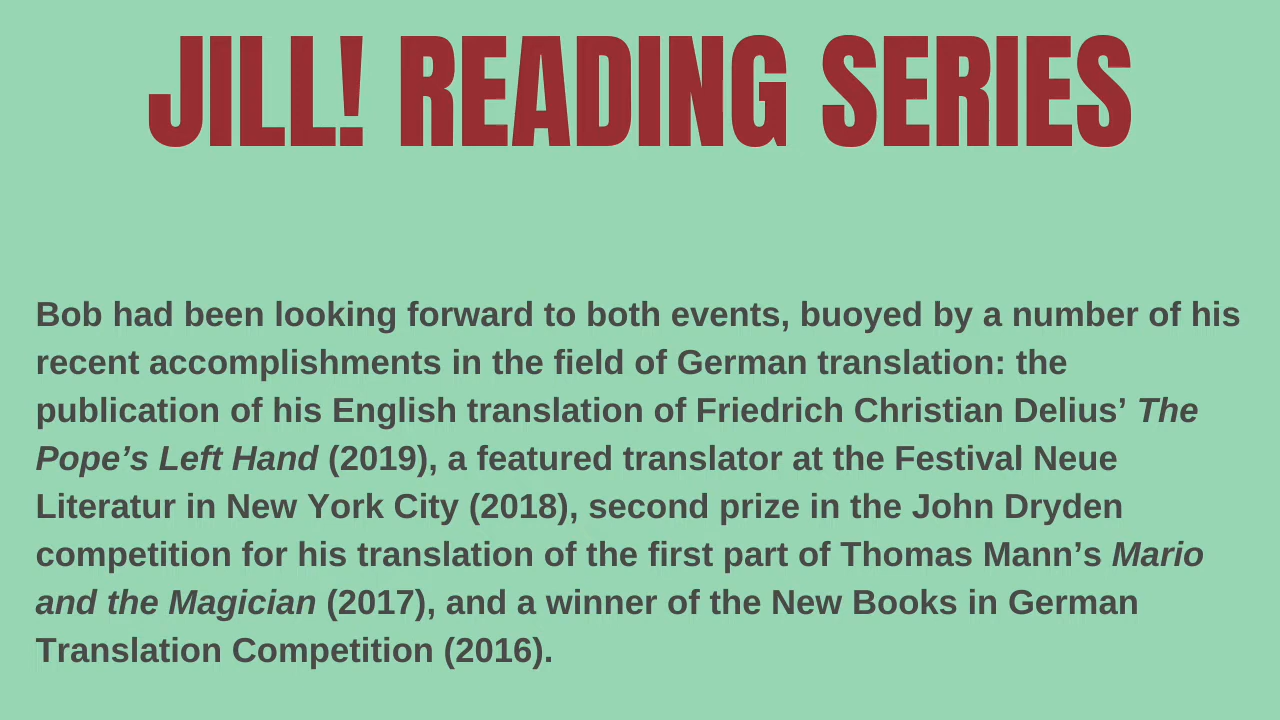 JILL! READING SERIES
Bob had been looking forward to both events, buoyed by a number of his
recent accomplishments in the field of German translation: the
publication of his English translation of Friedrich Christian Delius’ The
Pope’s Left Hand (2019), a featured translator at the Festival Neue
Literatur in New York City (2018), second prize in the John Dryden
competition for his translation of the first part of Thomas Mann’s Mario
and the Magician (2017), and a winner of the New Books in German
Translation Competition (2016).